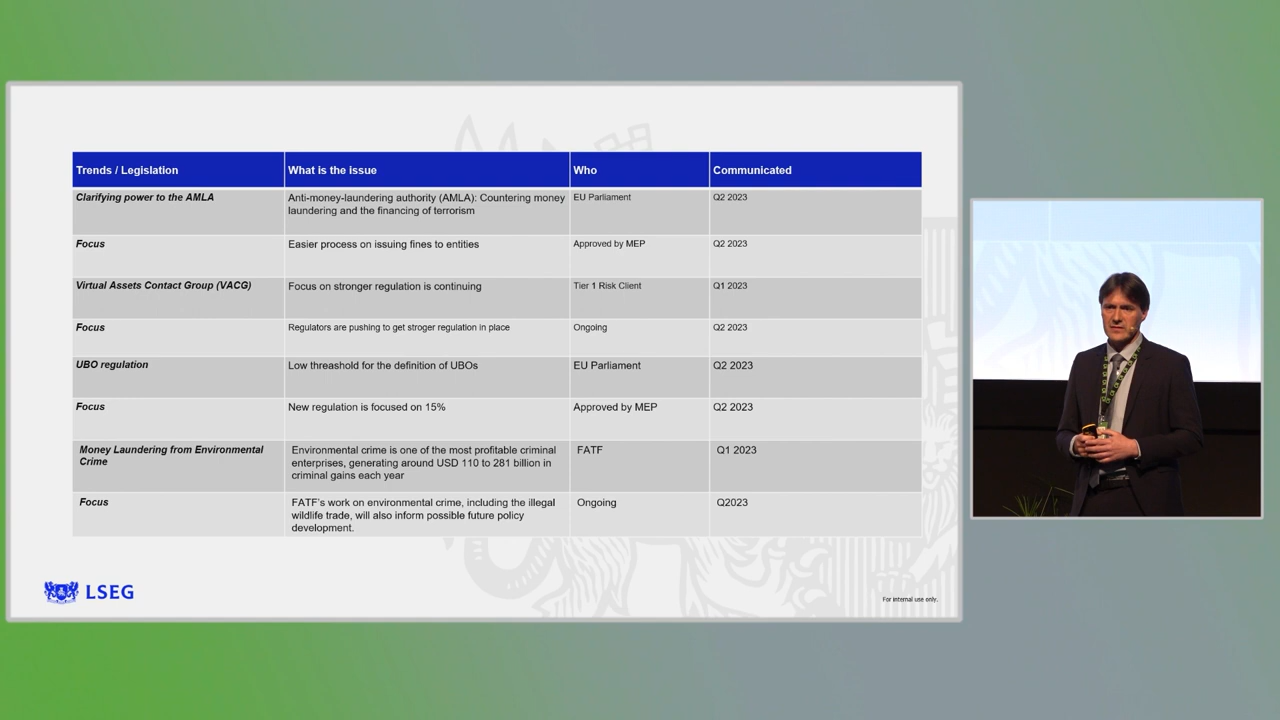 Trends / Legislation
What is the issue
Who
Communicated
Clarifying power to the AMLA
Anti-money-laundering authority (AMLA): Countering money
laundering and the financing of terrorism
EU Parliament
Q2 2023
Focus
Easier process on issuing fines to entities
Approved by MEP
Q2 2023
Virtual Assets Contact Group (VACG)
Focus on stronger regulation is continuing
Tier 1 Risk Client
Q1 2023
Focus
Regulators are pushing to get stroger regulation in place
Ongoing
Q2 2023
UBO regulation
Low threashold for the definition of UBOs
EU Parliament
Q2 2023
Focus
New regulation is focused on 15%
Approved by MEP
Q2 2023
Money Laundering from Environmental
Crime
Environmental crime is one of the most profitable criminal
enterprises, generating around USD 110 to 281 billion in
criminal gains each year
FATF
Q1 2023
Focus
FATF's work on environmental crime, including the illegal
wildlife trade, will also inform possible future policy
development.
Ongoing
Q2023
LSEG
For internal use only.